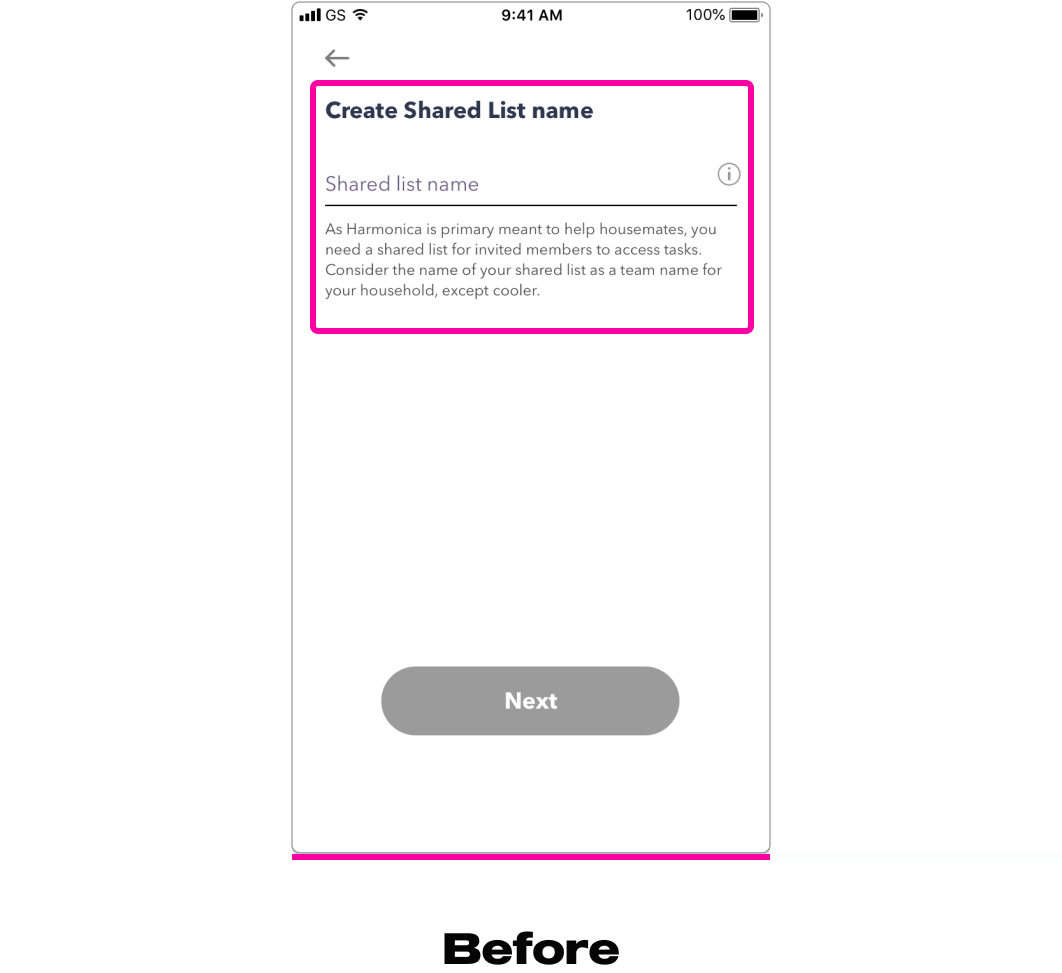 GS 9:41 AM 100%
Create Shared List name
Shared list name
As Harmonica is primary meant to help housemates, you
need a shared list for invited members to access tasks.
Consider the name of your shared list as a team name for
your household, except cooler.
Next
Before